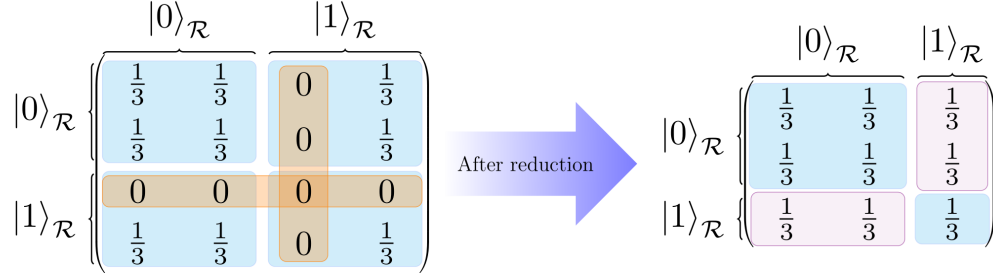 |0⟩_ℛ |1⟩_ℛ
|0⟩_ℛ
|1⟩_ℛ
1/3 1/3 0 1/3
1/3 1/3 0 1/3
0 0 0 0
1/3 1/3 0 1/3
After reduction
|0⟩_ℛ |1⟩_ℛ
|0⟩_ℛ
|1⟩_ℛ
1/3 1/3 1/3
1/3 1/3 1/3
1/3 1/3 1/3